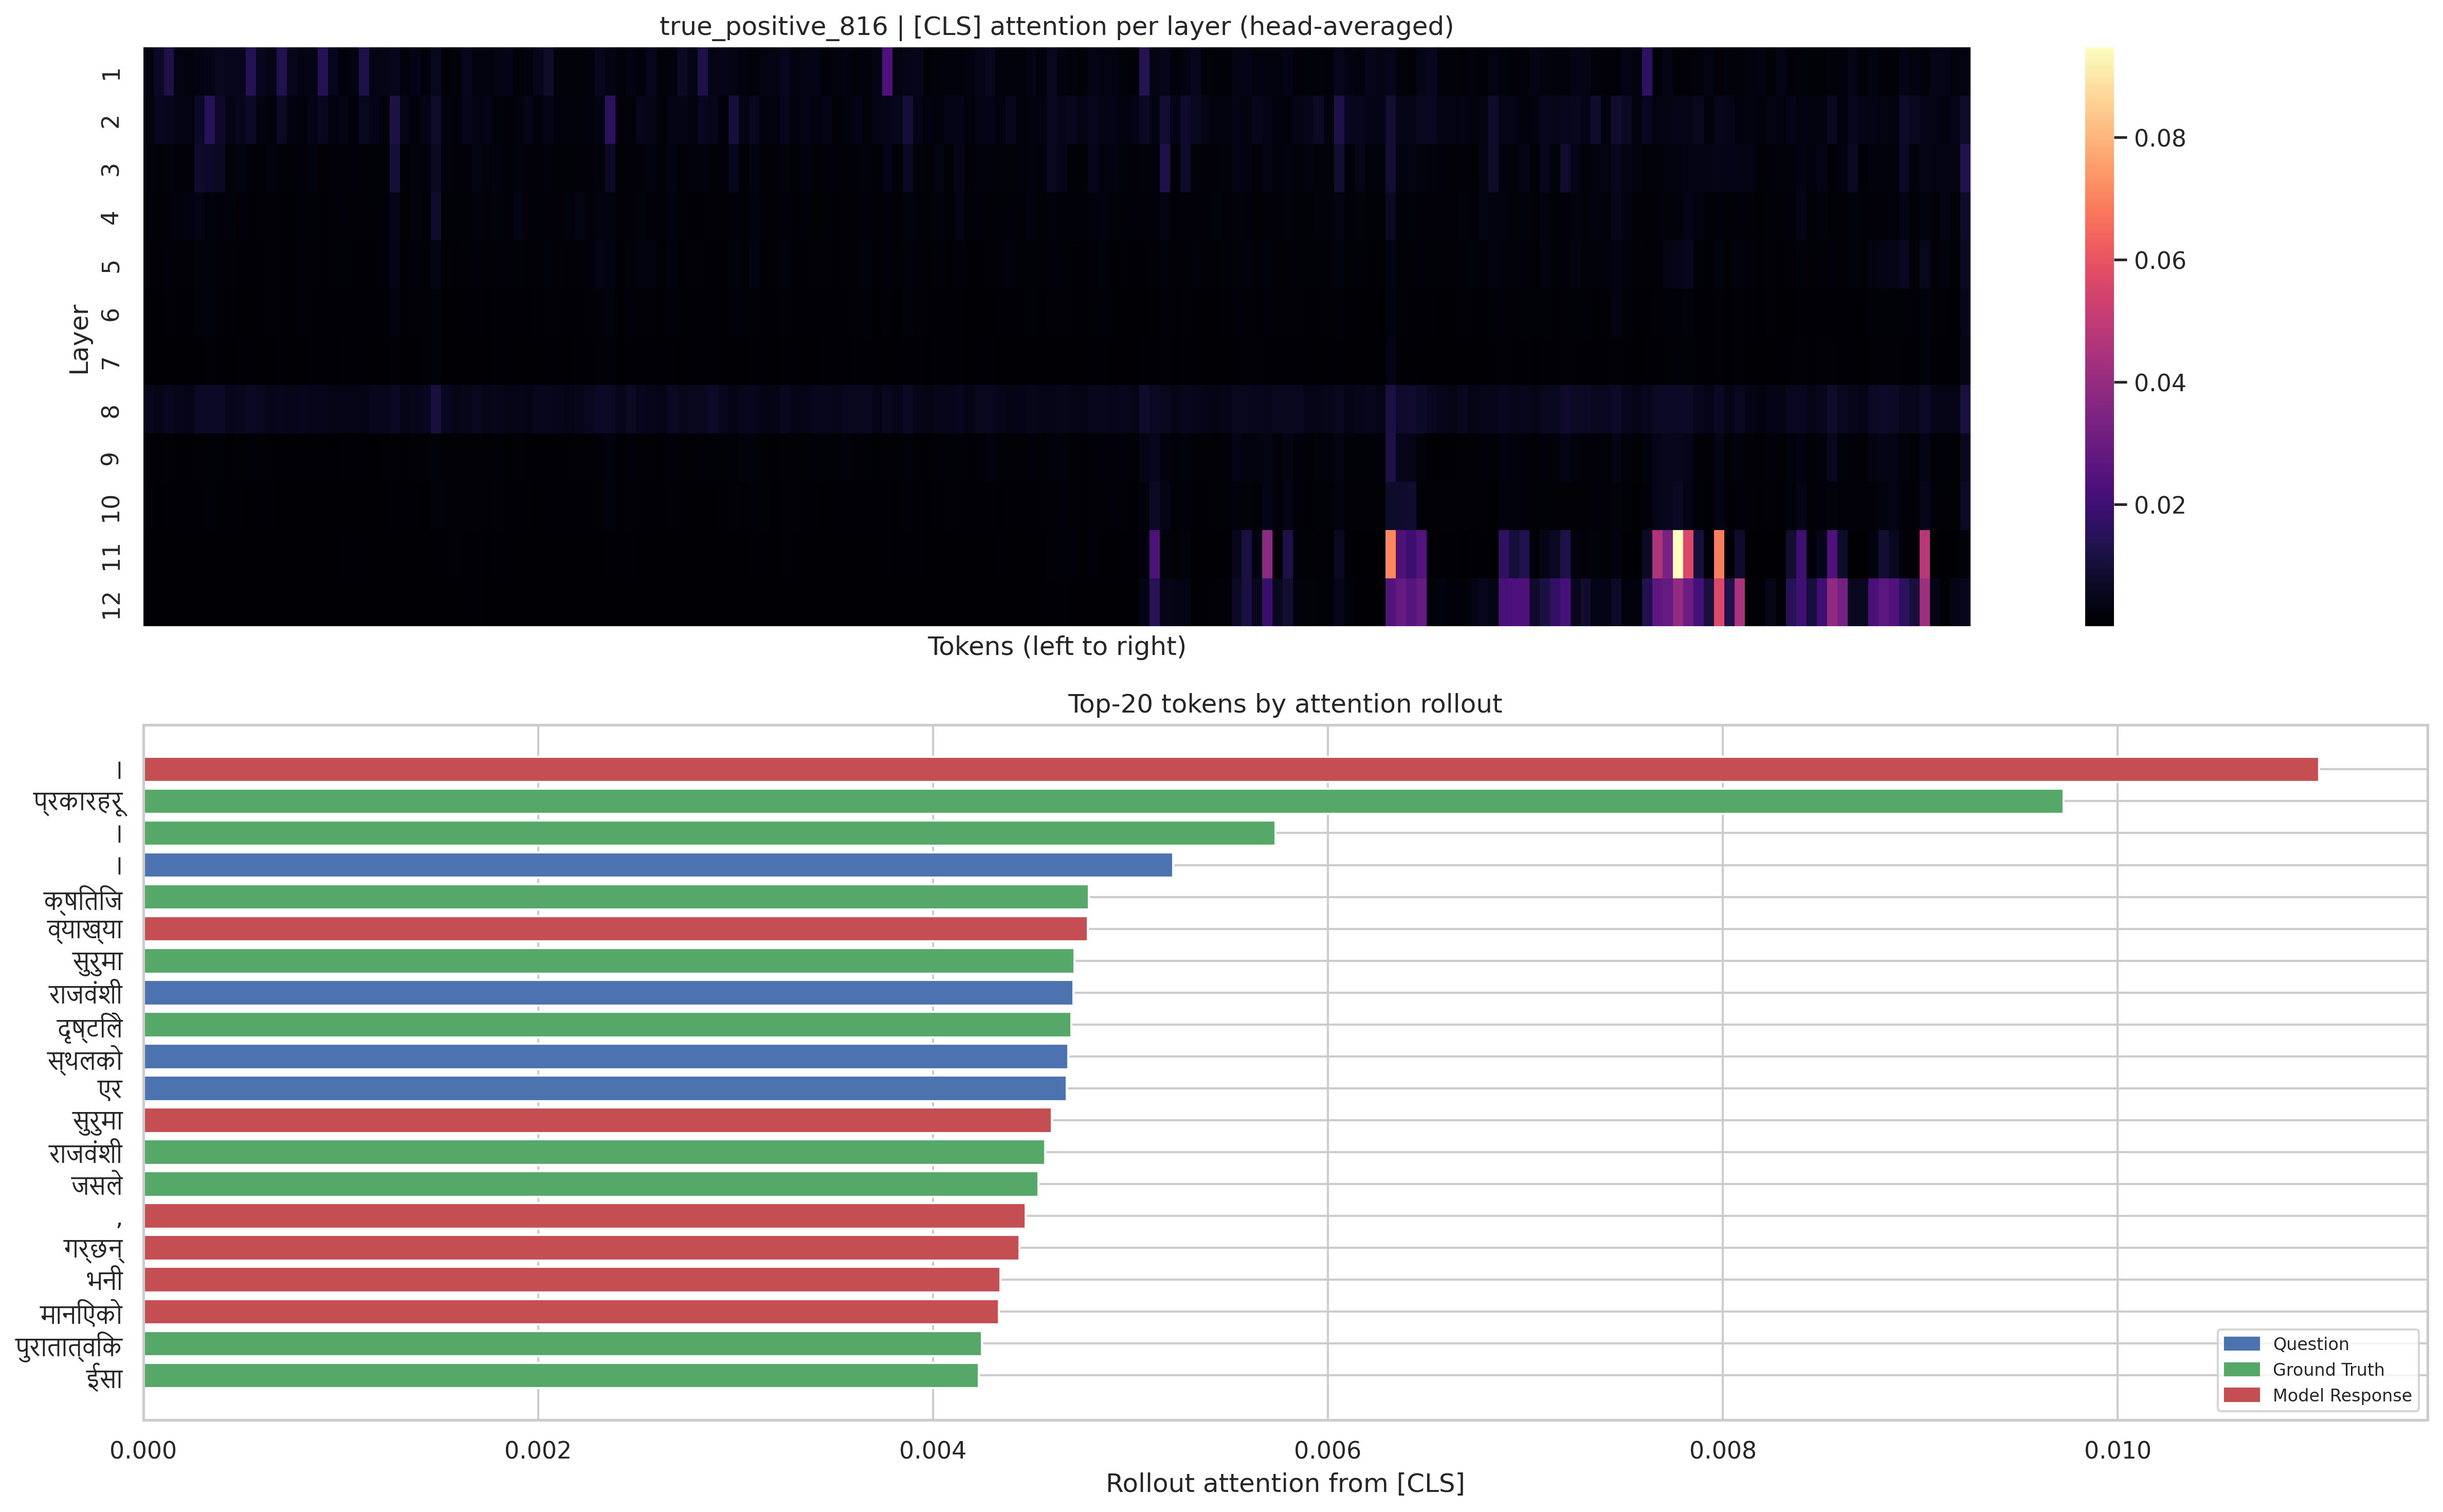 true_positive_816 | [CLS] attention per layer (head-averaged)
Layer
1
2
3
4
5
6
7
8
9
10
11
12
0.08
0.06
0.04
0.02
Tokens (left to right)
Top-20 tokens by attention rollout
।
प्रकारहरू
।
।
क्षितिज
व्याख्या
सुरुमा
राजवंशी
दृष्टिले
स्थलको
एर
सुरुमा
राजवंशी
जसले
,
गर्छन्
भनी
मानिएको
पुरातात्विक
ईसा
Question
Ground Truth
Model Response
0.000 0.002 0.004 0.006 0.008 0.010
Rollout attention from [CLS]